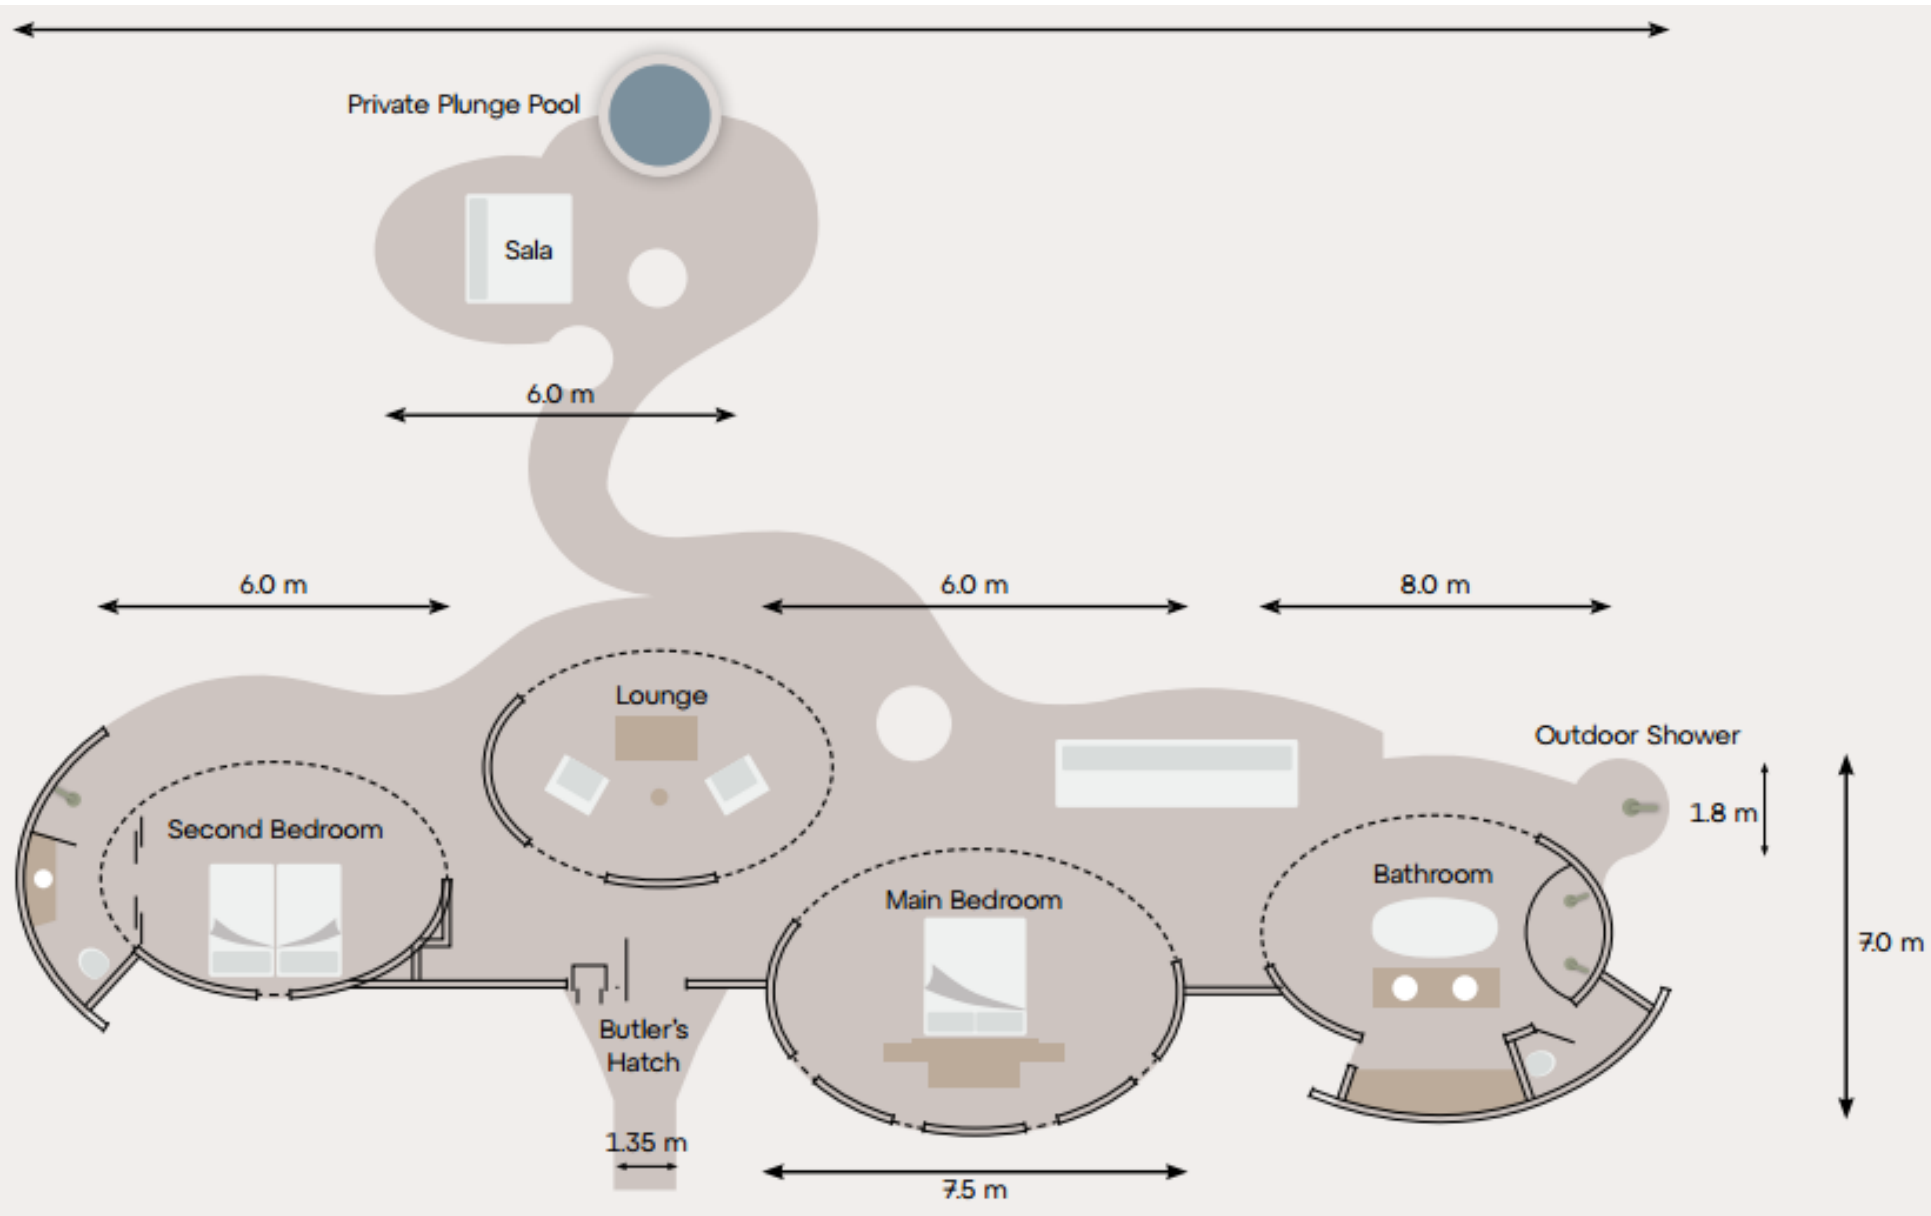 Private Plunge Pool
Sala
6.0 m
6.0 m
6.0 m
8.0 m
Lounge
Outdoor Shower
1.8 m
Second Bedroom
Bathroom
Main Bedroom
7.0 m
Butler's
Hatch
1.35 m
7.5 m